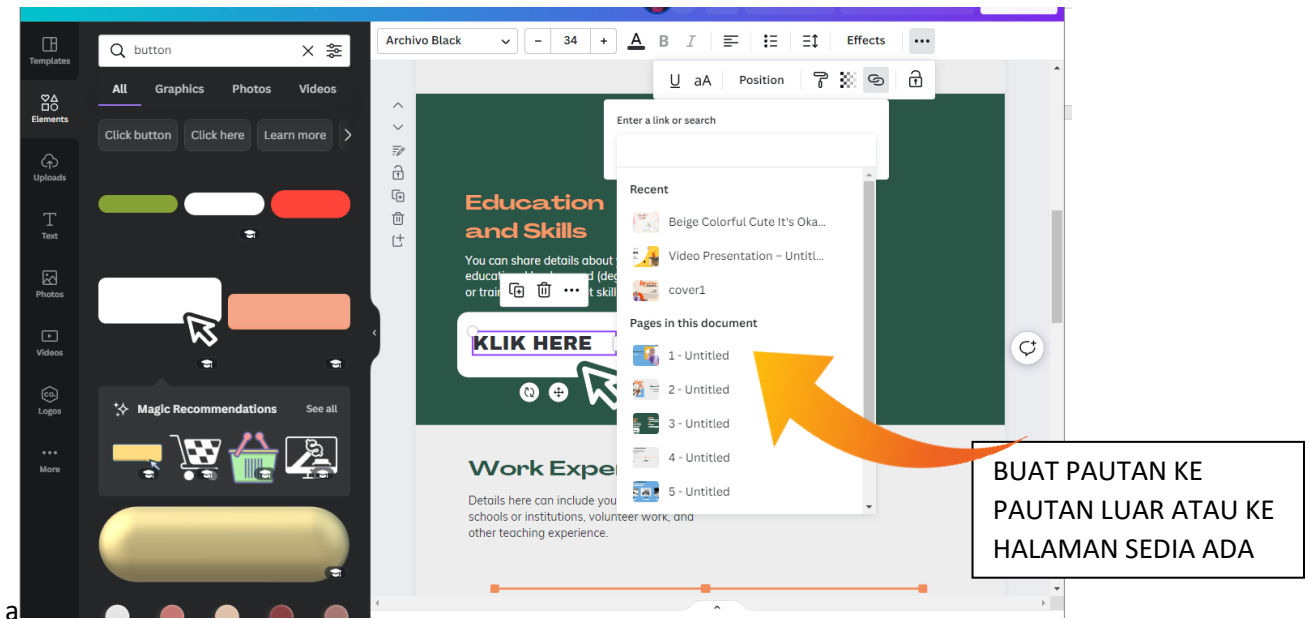 Templates
Elements
Uploads
Text
Photos
Videos
Logos
More
co.
button
All Graphics Photos Videos
Click button Click here Learn more
Magic Recommendations See all
Archivo Black - 34 + A B I Effects
U aA Position
Enter a link or search
Recent
Beige Colorful Cute It's Oka...
Video Presentation – Untitl...
cover1
Pages in this document
1 - Untitled
2 - Untitled
3 - Untitled
4 - Untitled
5 - Untitled
Education
and Skills
You can share details about
or trai
KLIK HERE
Work Expe
Details here can include you
schools or institutions, volunteer work, and
other teaching experience.
BUAT PAUTAN KE
PAUTAN LUAR ATAU KE
HALAMAN SEDIA ADA
a